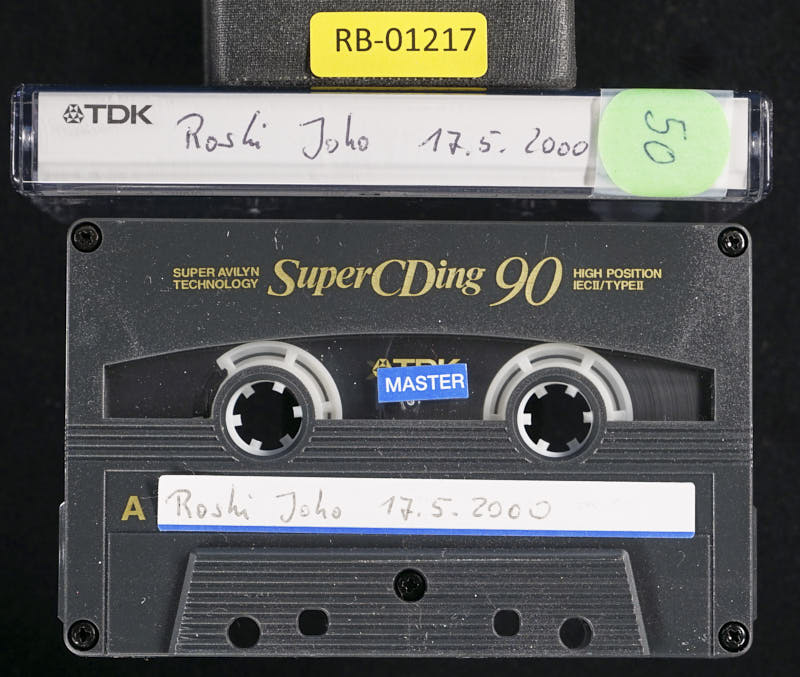 RB-01217
TDK
Roshi Joho 17.5.2000
50
SUPER AVILYN
TECHNOLOGY
SuperCDing 90
HIGH POSITION
IECII/TYPEII
TDK
MASTER
A
Roshi Joho 17.5.2000